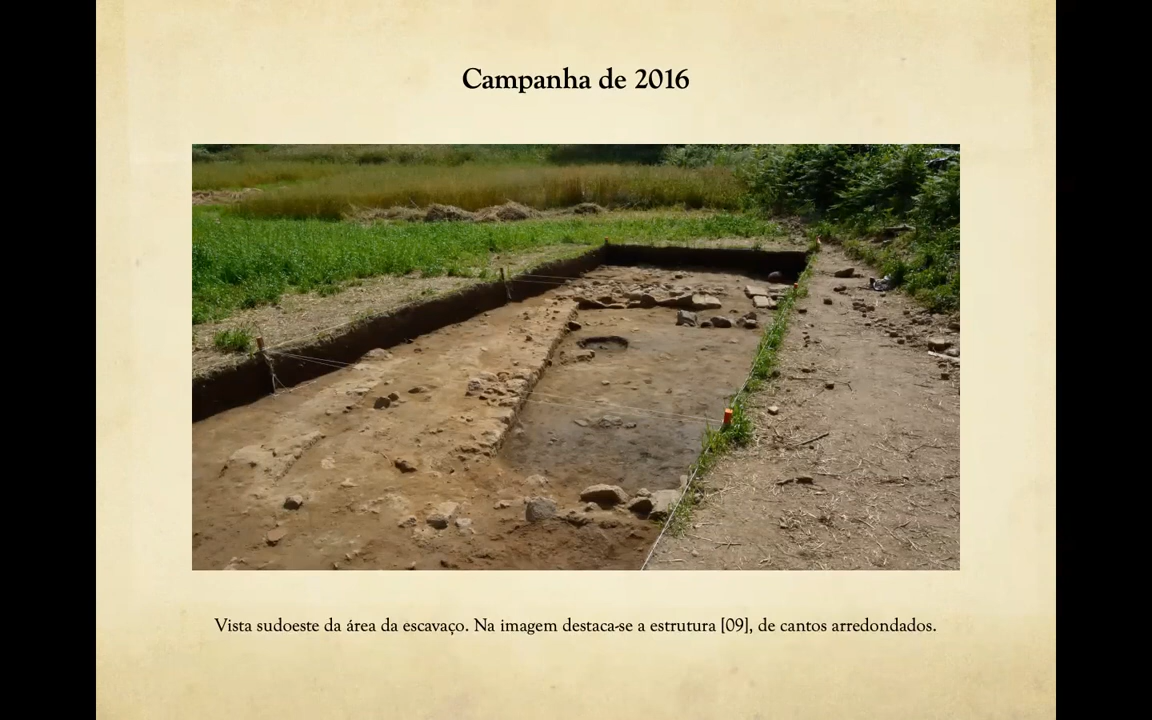 Campanha de 2016
Vista sudoeste da área da escavaço. Na imagem destaca-se a estrutura [09], de cantos arredondados.